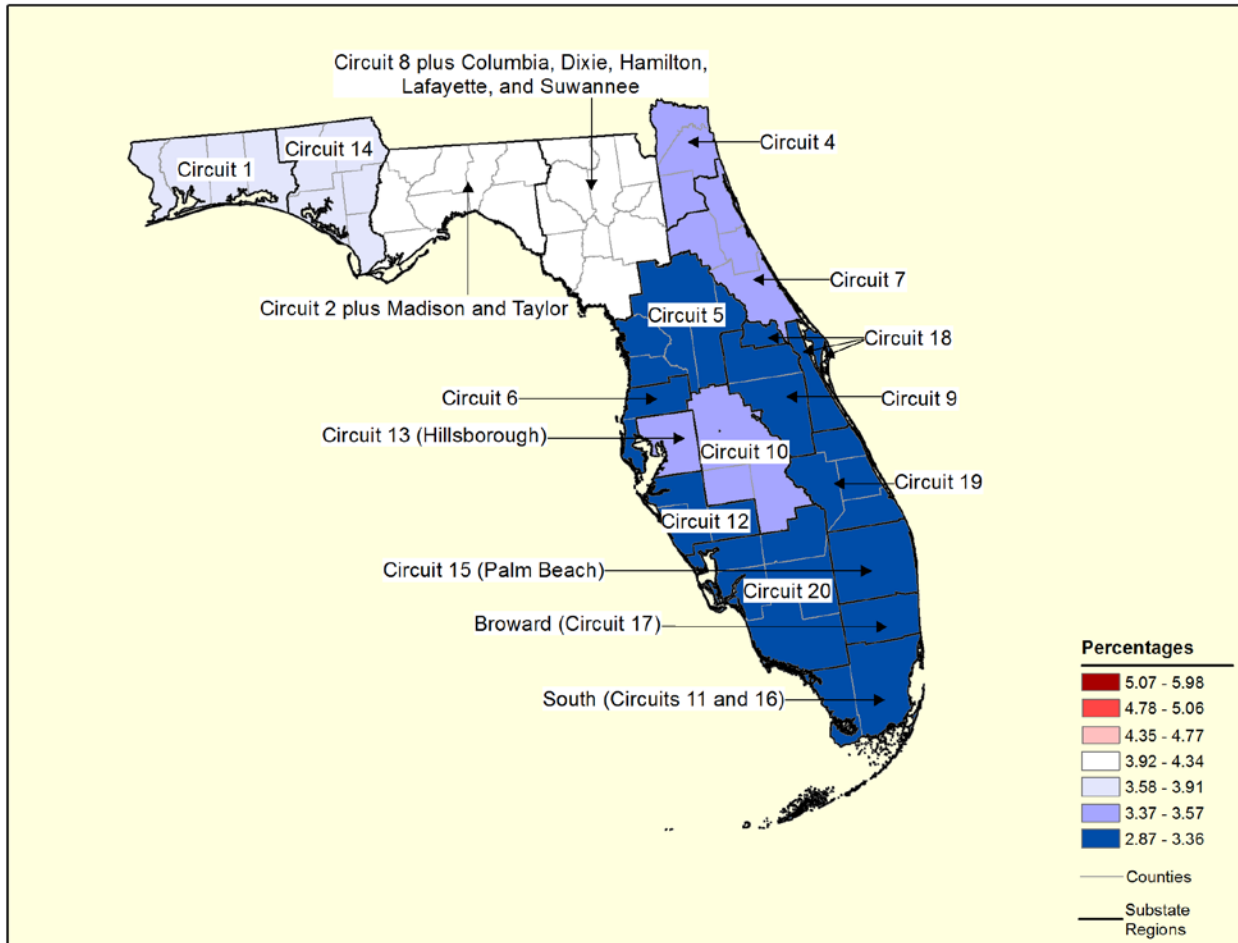 Circuit 8 plus Columbia, Dixie, Hamilton,
Lafayette, and Suwannee
Circuit 4
Circuit 14
Circuit 1
Circuit 7
Circuit 2 plus Madison and Taylor
Circuit 5
Circuit 18
Circuit 6
Circuit 9
Circuit 13 (Hillsborough)
Circuit 10
Circuit 19
Circuit 12
Circuit 15 (Palm Beach)
Circuit 20
Broward (Circuit 17)
South (Circuits 11 and 16)
Percentages
5.07 - 5.98
4.78 - 5.06
4.35 - 4.77
3.92 - 4.34
3.58 - 3.91
3.37 - 3.57
2.87 - 3.36
Counties
Substate
Regions